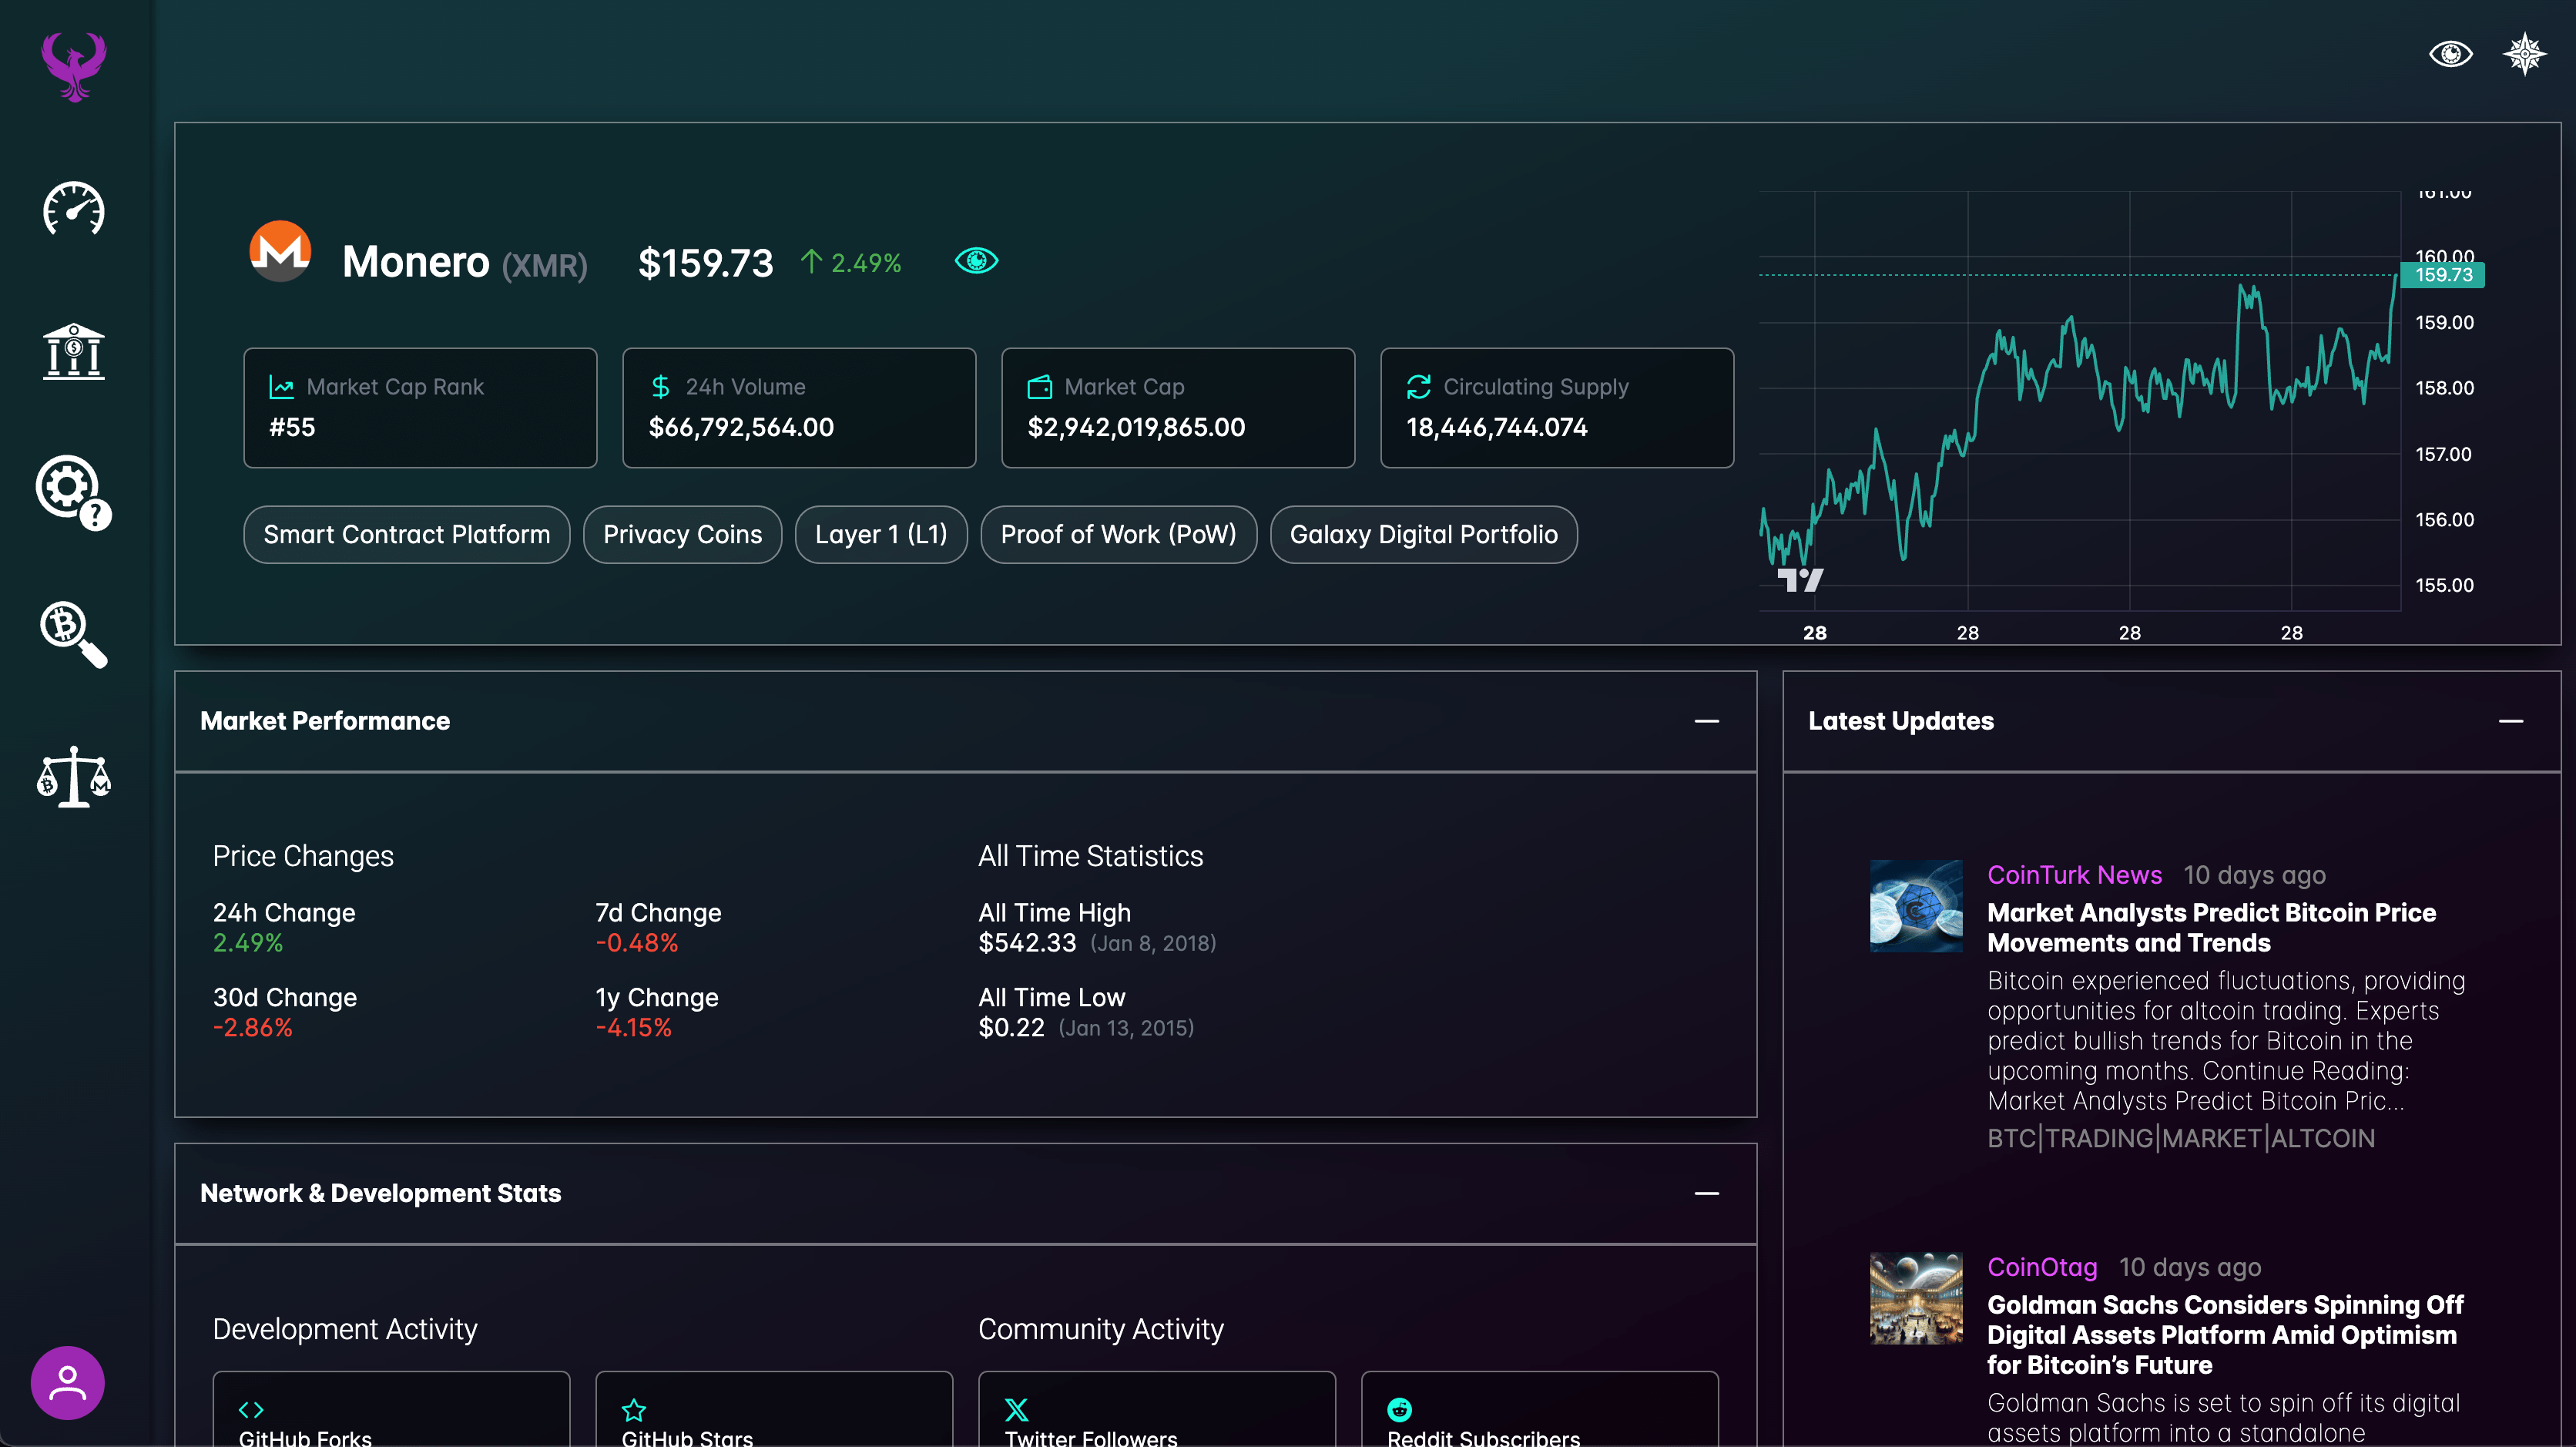 Monero (XMR) $159.73 2.49%
Market Cap Rank
#55
24h Volume
$66,792,564.00
Market Cap
$2,942,019,865.00
Circulating Supply
18,446,744.074
Smart Contract Platform
Privacy Coins
Layer 1 (L1)
Proof of Work (PoW)
Galaxy Digital Portfolio
161.00
160.00
159.73
159.00
158.00
157.00
156.00
155.00
28 28 28 28
Market Performance
Price Changes
24h Change
2.49%
7d Change
-0.48%
30d Change
-2.86%
1y Change
-4.15%
All Time Statistics
All Time High
$542.33 (Jan 8, 2018)
All Time Low
$0.22 (Jan 13, 2015)
Network & Development Stats
Development Activity
GitHub Forks
GitHub Stars
Community Activity
Twitter Followers
Reddit Subscribers
Latest Updates
CoinTurk News 10 days ago
Market Analysts Predict Bitcoin Price
Movements and Trends
Bitcoin experienced fluctuations, providing
opportunities for altcoin trading. Experts
predict bullish trends for Bitcoin in the
upcoming months. Continue Reading:
Market Analysts Predict Bitcoin Pric...
BTC|TRADING|MARKET|ALTCOIN
CoinOtag 10 days ago
Goldman Sachs Considers Spinning Off
Digital Assets Platform Amid Optimism
for Bitcoin’s Future
Goldman Sachs is set to spin off its digital
assets platform into a standalone